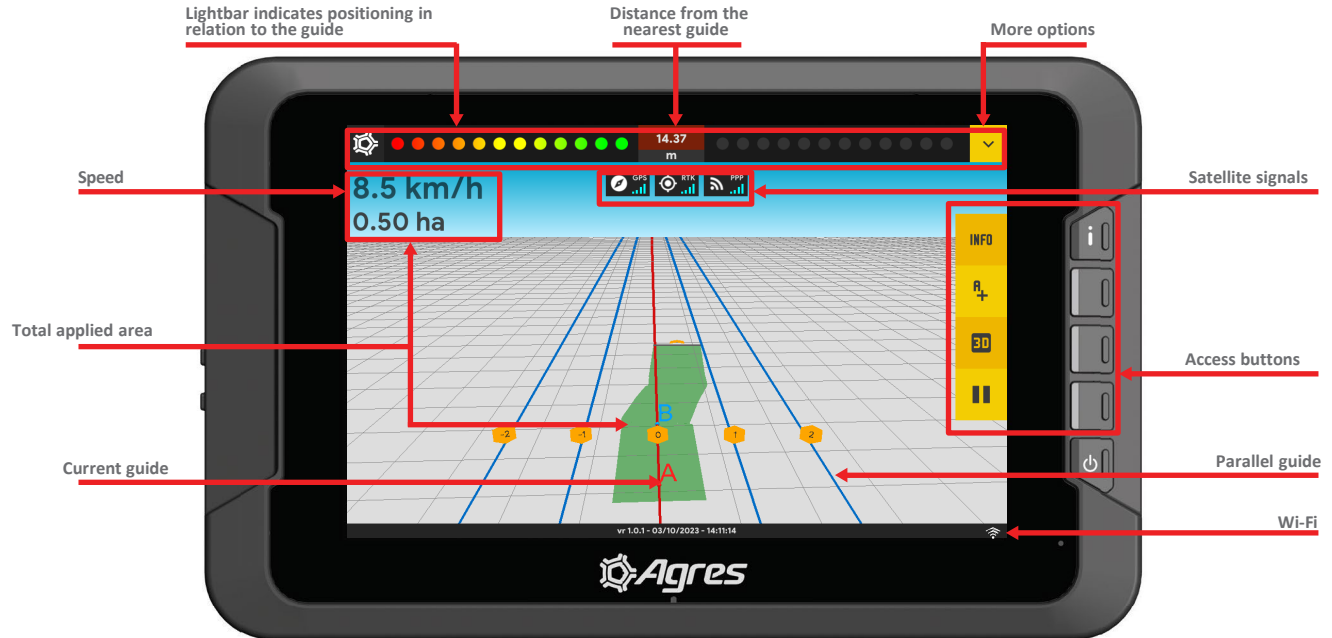 Lightbar indicates positioning in
relation to the guide
Distance from the
nearest guide
More options
14.37
m
Speed
8.5 km/h
0.50 ha
GPS
RTK
PPP
Satellite signals
INFO
i
A+
3D
Total applied area
Access buttons
B
-2
-1
0
1
2
A
Current guide
Parallel guide
vr 1.0.1 - 03/10/2023 - 14:11:14
Wi-Fi
Agres